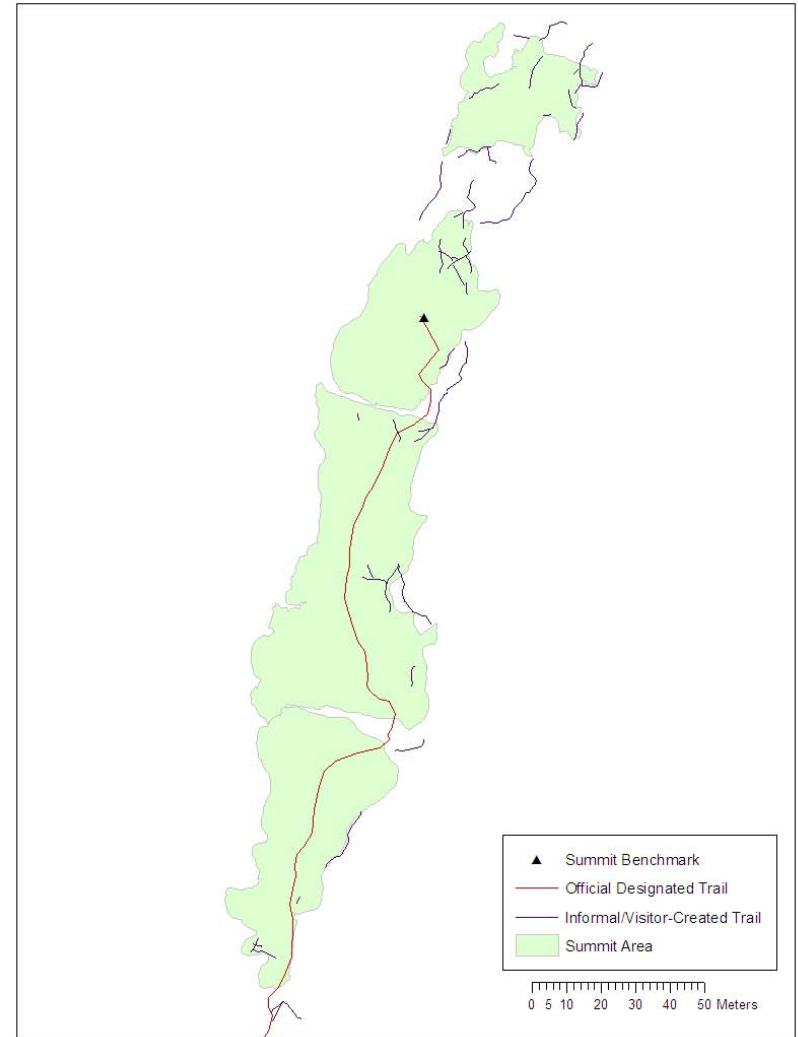 Summit Benchmark
Official Designated Trail
Informal/Visitor-Created Trail
Summit Area
0 5 10 20 30 40 50 Meters